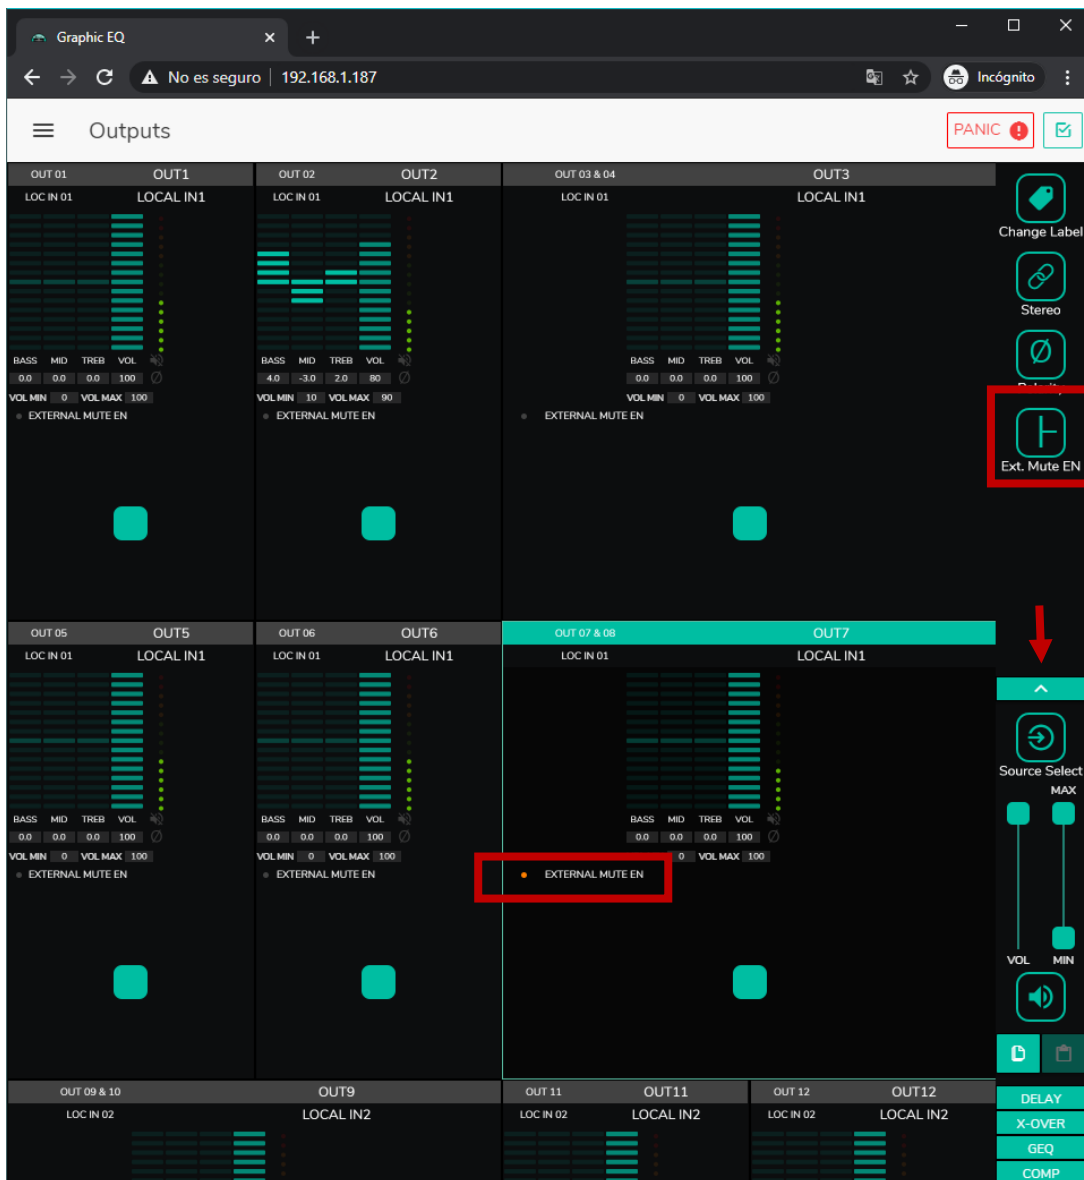 Graphic EQ
No es seguro | 192.168.1.187
Incógnito
Outputs
PANIC
OUT 01 OUT1
LOC IN 01 LOCAL IN1
BASS MID TREB VOL
0.0 0.0 0.0 100
VOL MIN 0 VOL MAX 100
EXTERNAL MUTE EN
OUT 02 OUT2
LOC IN 01 LOCAL IN1
BASS MID TREB VOL
4.0 -3.0 2.0 80
VOL MIN 10 VOL MAX 90
EXTERNAL MUTE EN
OUT 03 & 04 OUT3
LOC IN 01 LOCAL IN1
BASS MID TREB VOL
0.0 0.0 0.0 100
VOL MIN 0 VOL MAX 100
EXTERNAL MUTE EN
Change Label
Stereo
Ext. Mute EN
OUT 05 OUT5
LOC IN 01 LOCAL IN1
BASS MID TREB VOL
0.0 0.0 0.0 100
VOL MIN 0 VOL MAX 100
EXTERNAL MUTE EN
OUT 06 OUT6
LOC IN 01 LOCAL IN1
BASS MID TREB VOL
0.0 0.0 0.0 100
VOL MIN 0 VOL MAX 100
EXTERNAL MUTE EN
OUT 07 & 08 OUT7
LOC IN 01 LOCAL IN1
BASS MID TREB VOL
0.0 0.0 0.0 100
0 VOL MAX 100
EXTERNAL MUTE EN
Source Select
MAX
VOL MIN
OUT 09 & 10 OUT9
LOC IN 02 LOCAL IN2
OUT 11 OUT11
LOC IN 02 LOCAL IN2
OUT 12 OUT12
LOC IN 02 LOCAL IN2
DELAY
X-OVER
GEQ
COMP